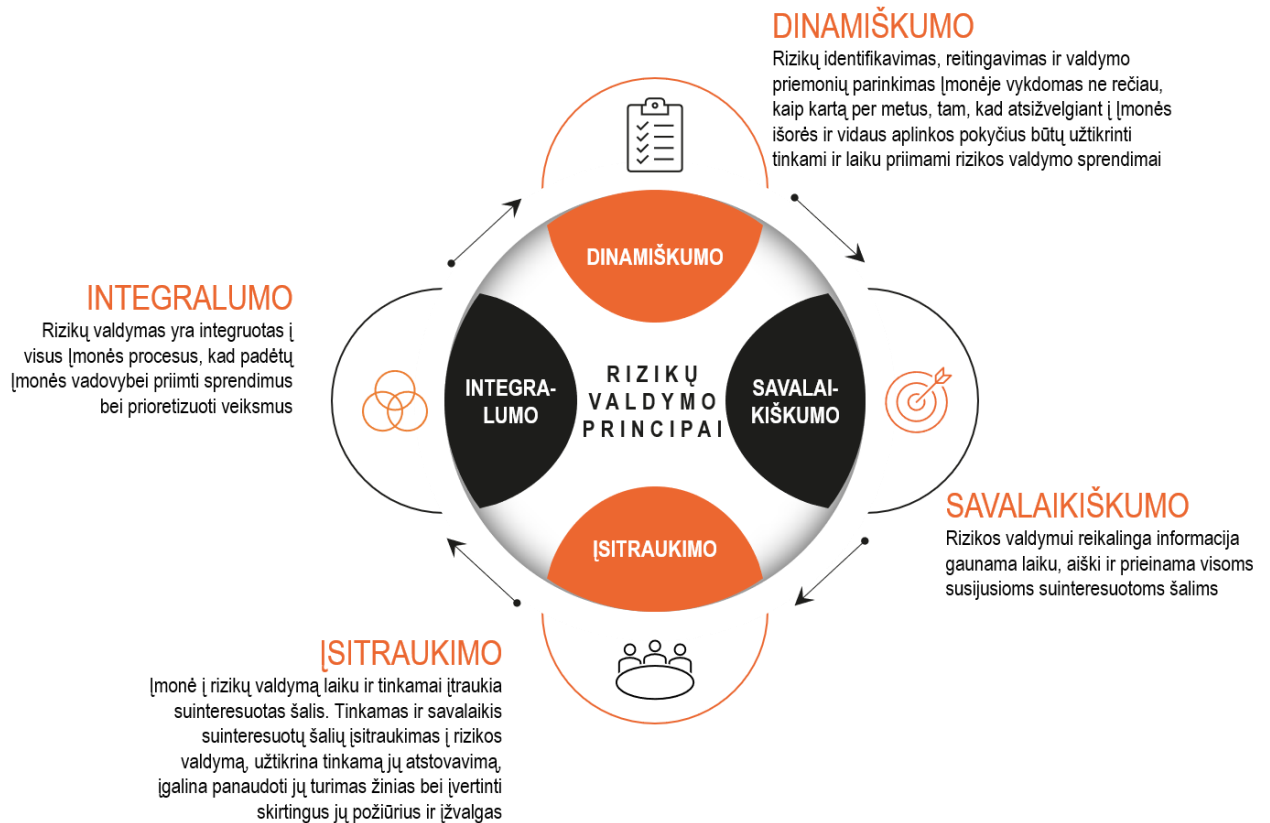 DINAMIŠKUMO
Rizikų identifikavimas, reitingavimas ir valdymo
priemonių parinkimas Įmonėje vykdomas ne rečiau,
kaip kartą per metus, tam, kad atsižvelgiant į Įmonės
išorės ir vidaus aplinkos pokyčius būtų užtikrinti
tinkami ir laiku priimami rizikos valdymo sprendimai
DINAMIŠKUMO
INTEGRALUMO
Rizikų valdymas yra integruotas į
visus Įmonės procesus, kad padėtų
Įmonės vadovybei priimti sprendimus
bei prioretizuoti veiksmus
INTEGRA-
LUMO
RIZIKŲ
VALDYMO
PRINCIPAI
SAVALAI-
KIŠKUMO
SAVALAIKIŠKUMO
Rizikos valdymui reikalinga informacija
gaunama laiku, aiški ir prieinama visoms
susijusioms suinteresuotoms šalims
ĮSITRAUKIMO
ĮSITRAUKIMO
Įmonė į rizikų valdymą laiku ir tinkamai įtraukia
suinteresuotas šalis. Tinkamas ir savalaikis
suinteresuotų šalių įsitraukimas į rizikos
valdymą, užtikrina tinkamą jų atstovavimą,
įgalina panaudoti jų turimas žinias bei įvertinti
skirtingus jų požiūrius ir įžvalgas